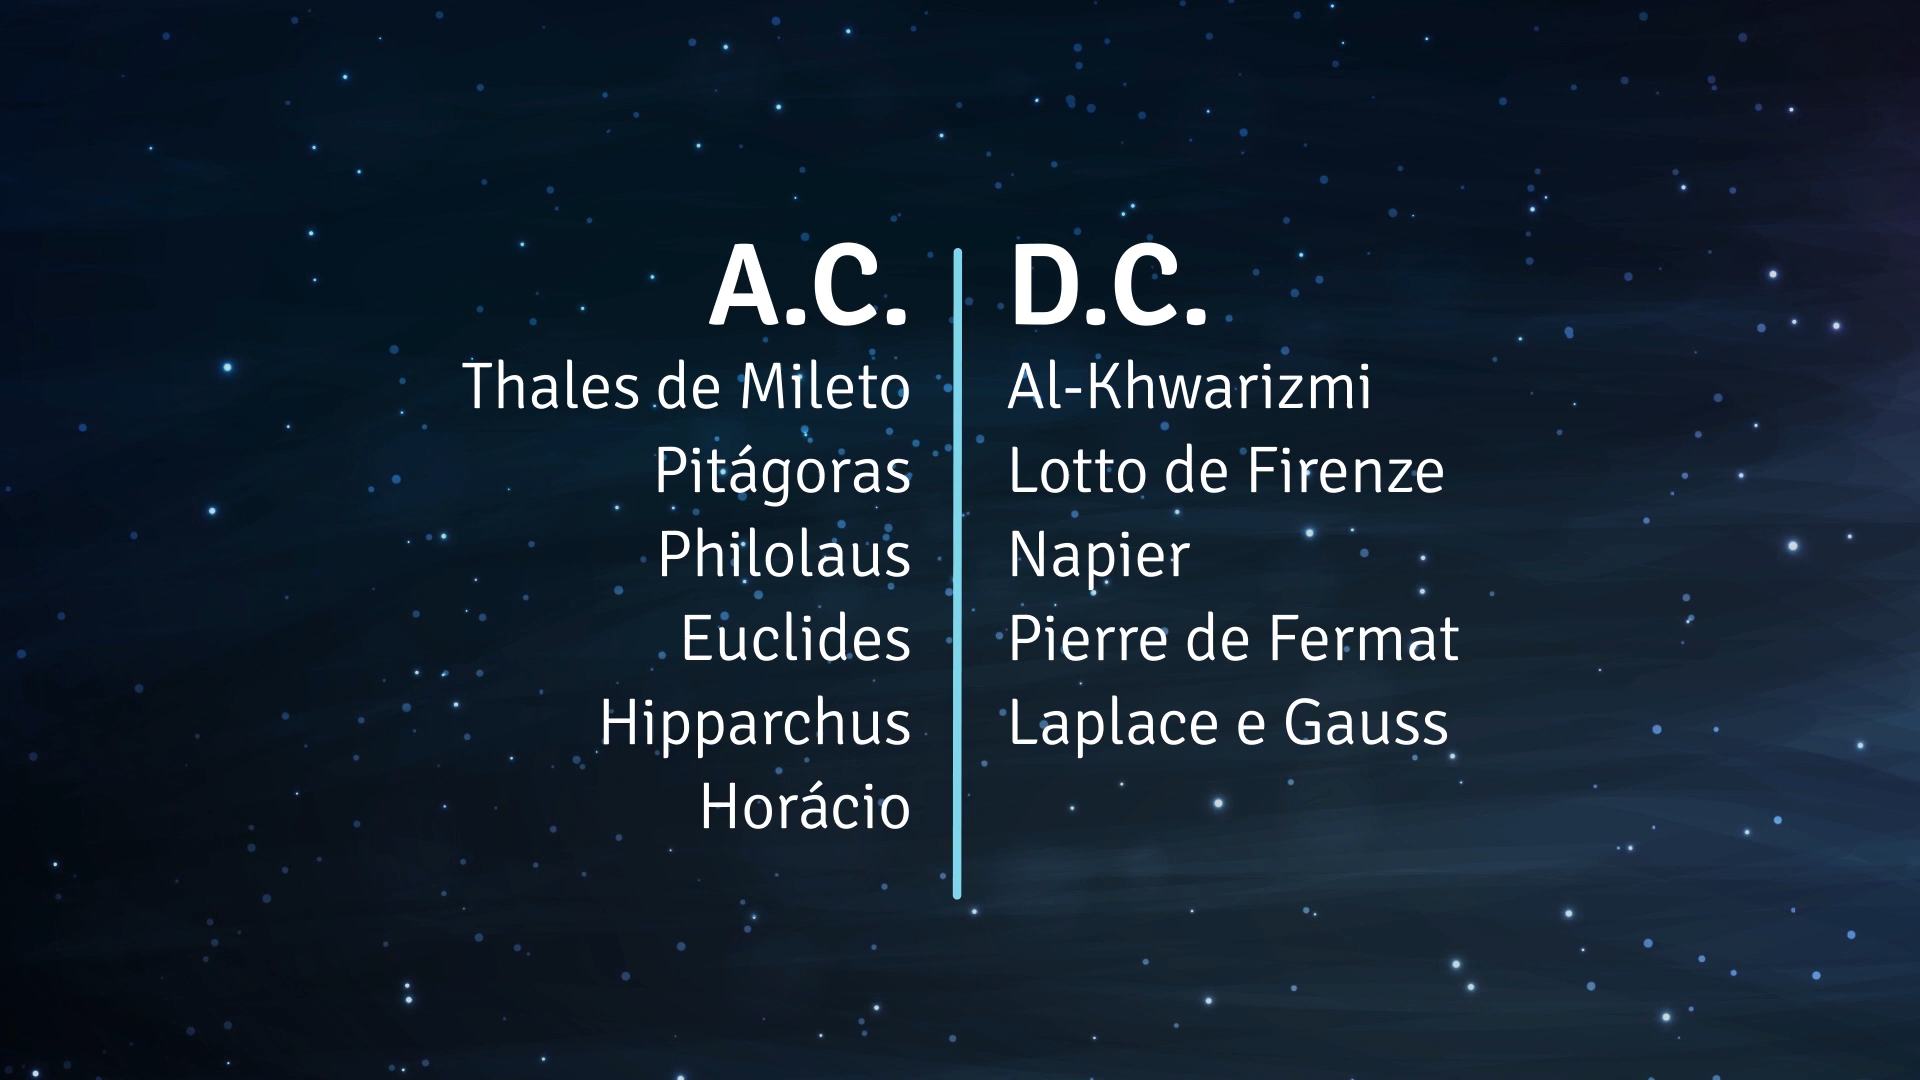 A.C.
Thales de Mileto
Pitágoras
Philolaus
Euclides
Hipparchus
Horácio
D.C.
Al-Khwarizmi
Lotto de Firenze
Napier
Pierre de Fermat
Laplace e Gauss